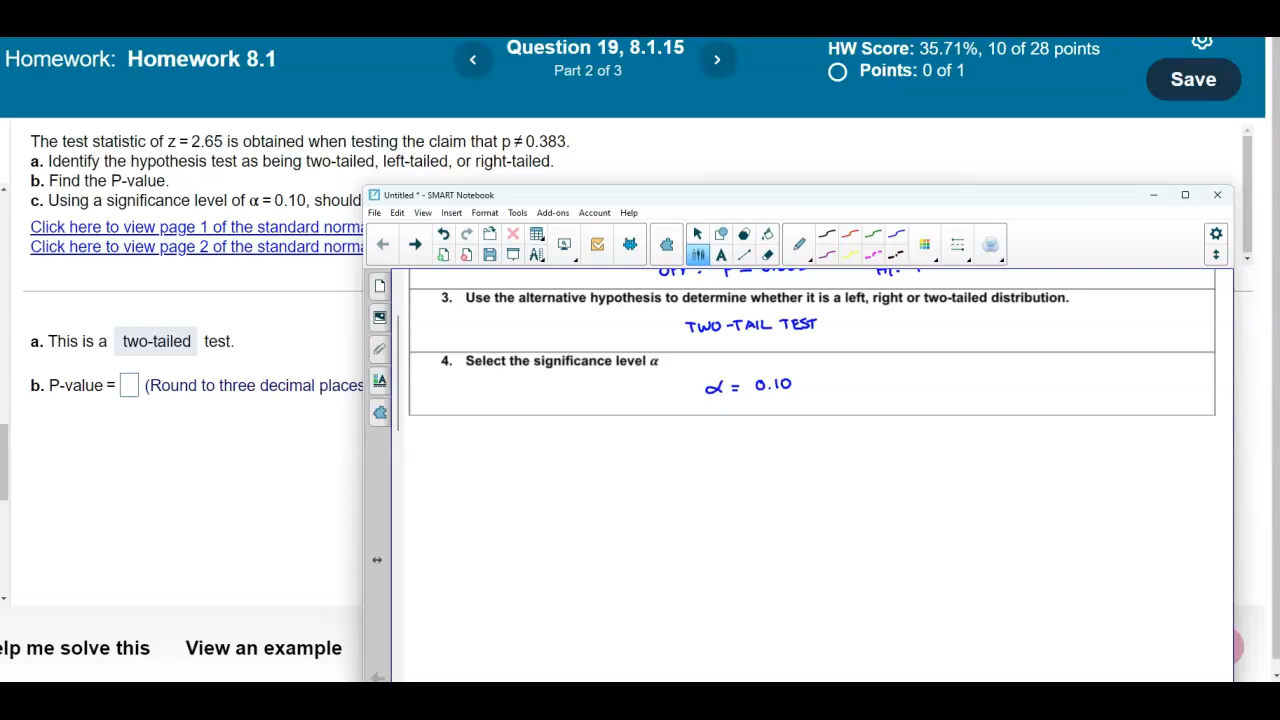 Homework: Homework 8.1
Question 19, 8.1.15
Part 2 of 3
HW Score: 35.71%, 10 of 28 points
Points: 0 of 1
Save
The test statistic of z = 2.65 is obtained when testing the claim that p ≠ 0.383.
a. Identify the hypothesis test as being two-tailed, left-tailed, or right-tailed.
b. Find the P-value.
c. Using a significance level of α = 0.10, should
Click here to view page 1 of the standard norma
Click here to view page 2 of the standard norma
a. This is a two-tailed test.
b. P-value = (Round to three decimal places
elp me solve this
View an example
Untitled * - SMART Notebook
File Edit View Insert Format Tools Add-ons Account Help
3. Use the alternative hypothesis to determine whether it is a left, right or two-tailed distribution.
TWO-TAIL TEST
4. Select the significance level α
α = 0.10